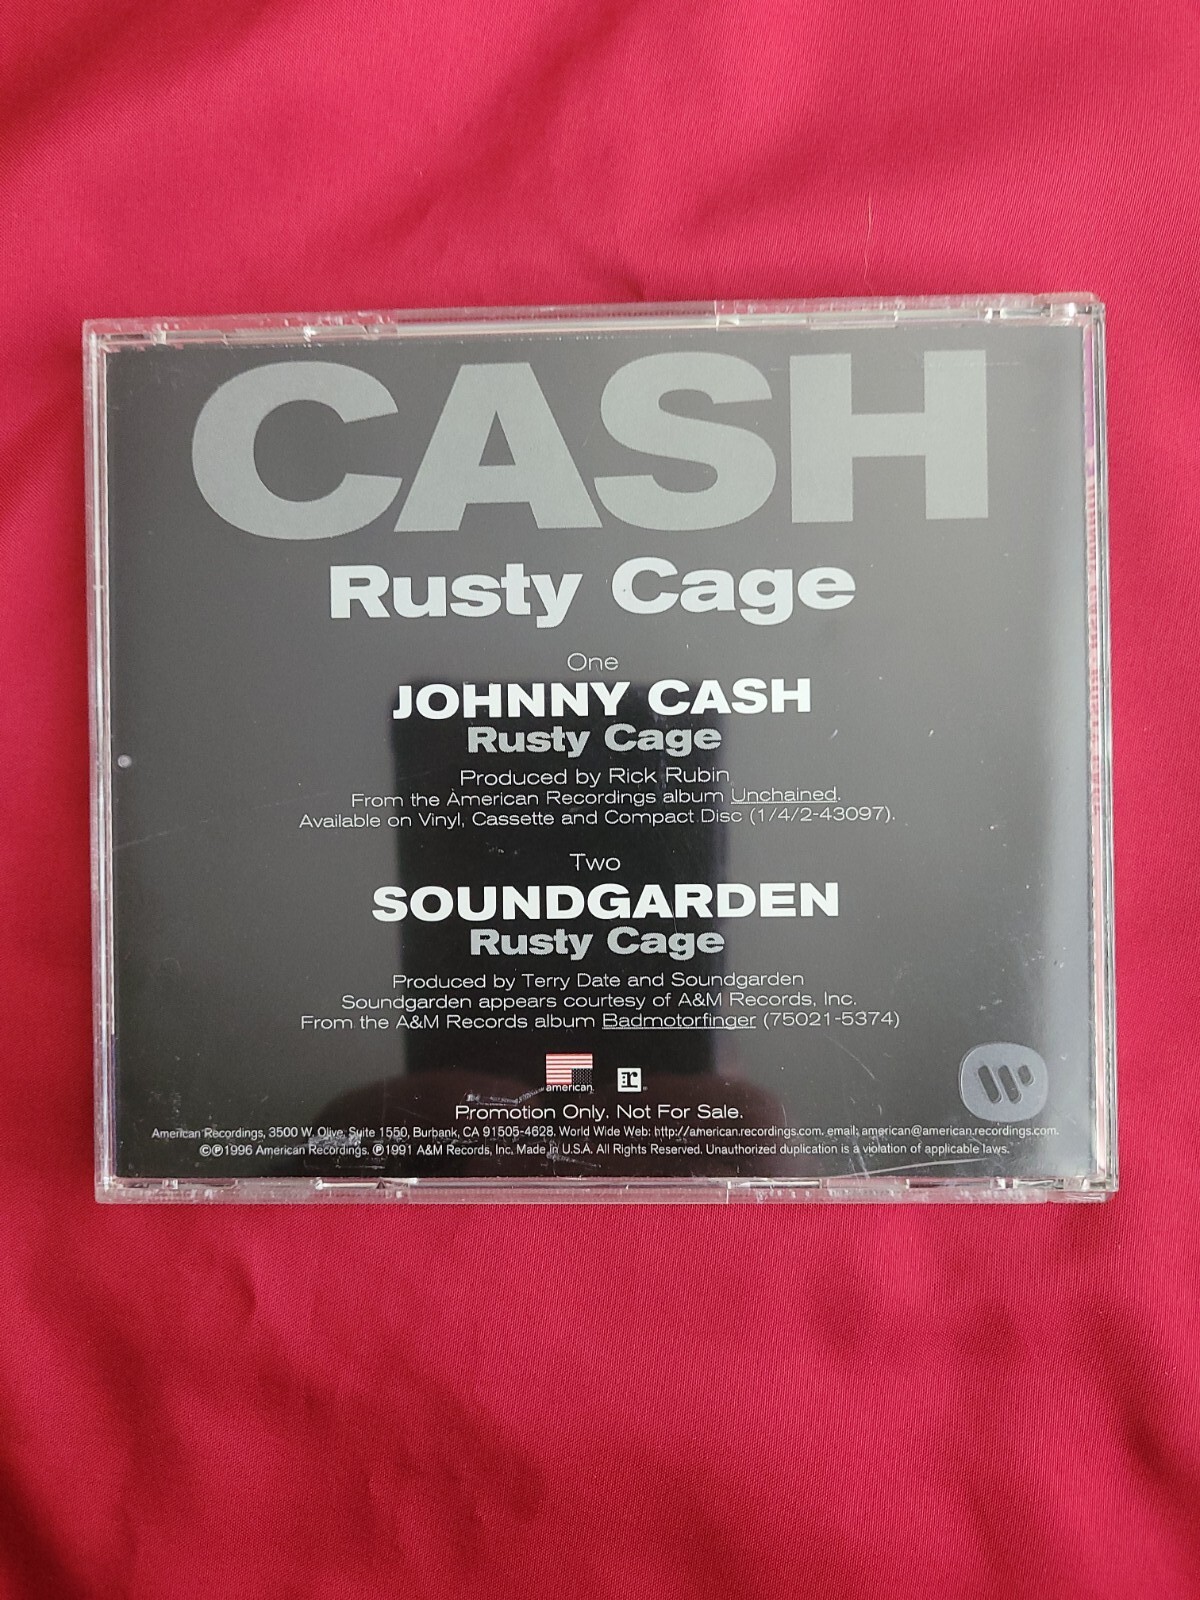 CASH
Rusty Cage
One
JOHNNY CASH
Rusty Cage
Produced by Rick Rubin
From the American Recordings album Unchained.
Available on Vinyl, Cassette and Compact Disc (1/4/2-43097).
Two
SOUNDGARDEN
Rusty Cage
Produced by Terry Date and Soundgarden
Soundgarden appears courtesy of A&M Records, Inc.
From the A&M Records album Badmotorfinger (75021-5374)
american.
r
Promotion Only. Not For Sale.
American Recordings, 3500 W. Olive, Suite 1550, Burbank, CA 91505-4628. World Wide Web: http://american.recordings.com. email: american@american.recordings.com.
©℗1996 American Recordings. ℗1991 A&M Records, Inc. Made in U.S.A. All Rights Reserved. Unauthorized duplication is a violation of applicable laws.